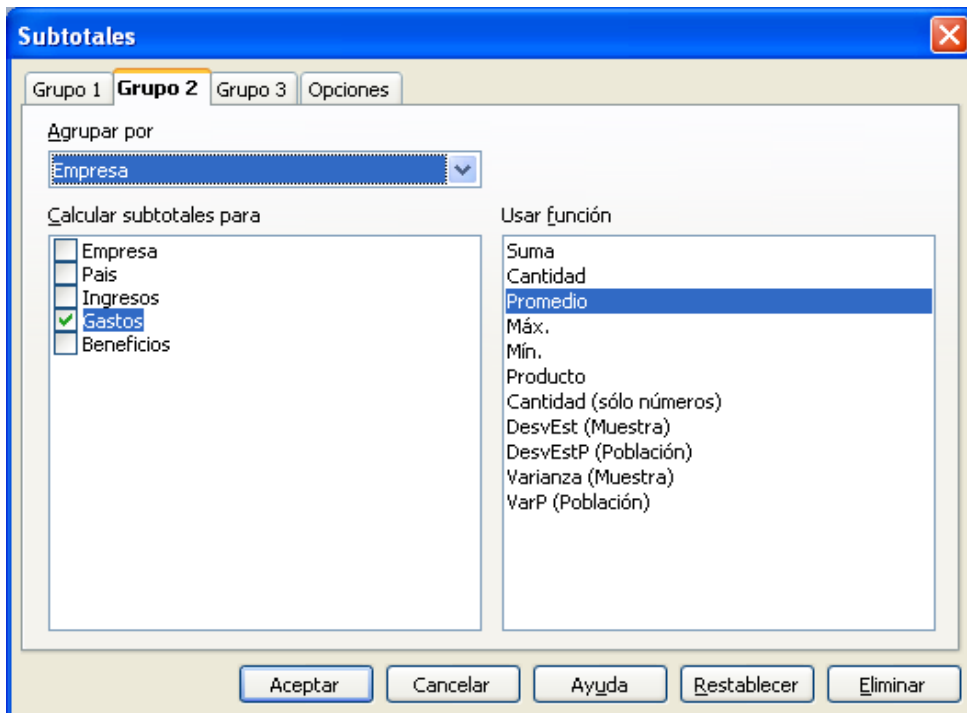 Subtotales
Grupo 1 Grupo 2 Grupo 3 Opciones
Agrupar por
Empresa
Calcular subtotales para
Empresa
Pais
Ingresos
Gastos
Beneficios
Usar función
Suma
Cantidad
Promedio
Máx.
Mín.
Producto
Cantidad (sólo números)
DesvEst (Muestra)
DesvEstP (Población)
Varianza (Muestra)
VarP (Población)
Aceptar Cancelar Ayuda Restablecer Eliminar